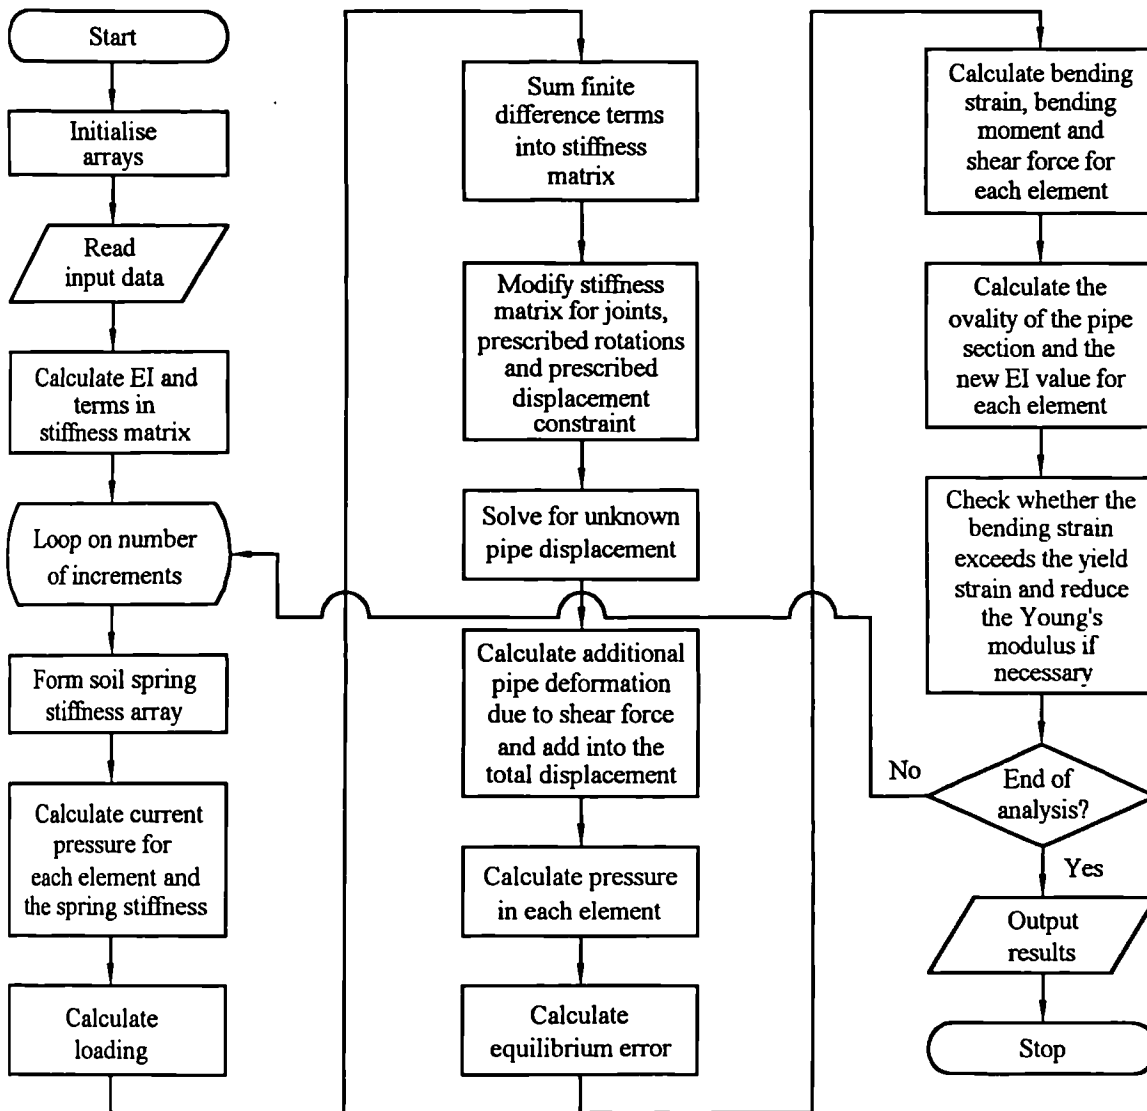 Start
Initialise
arrays
Read
input data
Calculate EI and
terms in
stiffness matrix
Loop on number
of increments
Form soil spring
stiffness array
Calculate current
pressure for
each element and
the spring stiffness
Calculate
loading
Sum finite
difference terms
into stiffness
matrix
Modify stiffness
matrix for joints,
prescribed rotations
and prescribed
displacement
constraint
Solve for unknown
pipe displacement
Calculate additional
pipe deformation
due to shear force
and add into the
total displacement
Calculate pressure
in each element
Calculate
equilibrium error
Calculate bending
strain, bending
moment and
shear force for
each element
Calculate the
ovality of the pipe
section and the
new EI value for
each element
Check whether the
bending strain
exceeds the yield
strain and reduce
the Young's
modulus if
necessary
No
End of
analysis?
Yes
Output
results
Stop